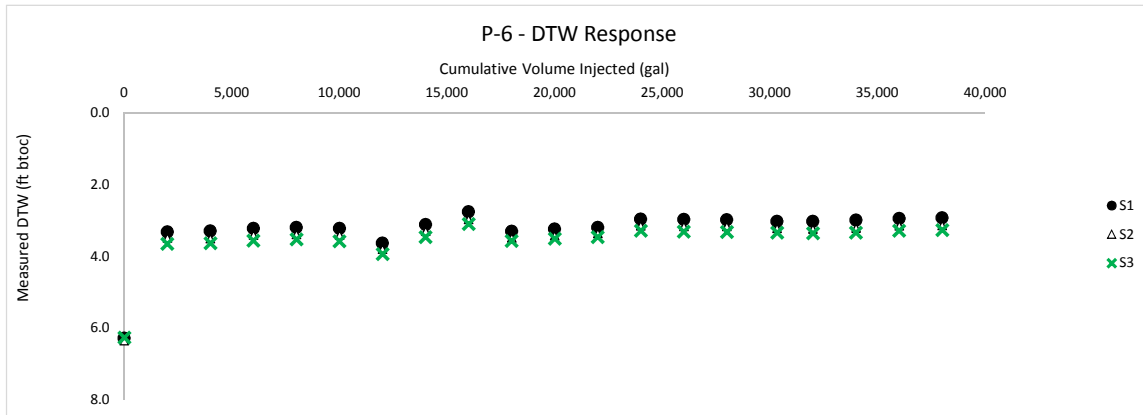 P-6 - DTW Response
Cumulative Volume Injected (gal)
0 5,000 10,000 15,000 20,000 25,000 30,000 35,000 40,000
0.0
2.0
4.0
6.0
8.0
Measured DTW (ft btoc)
S1
S2
S3